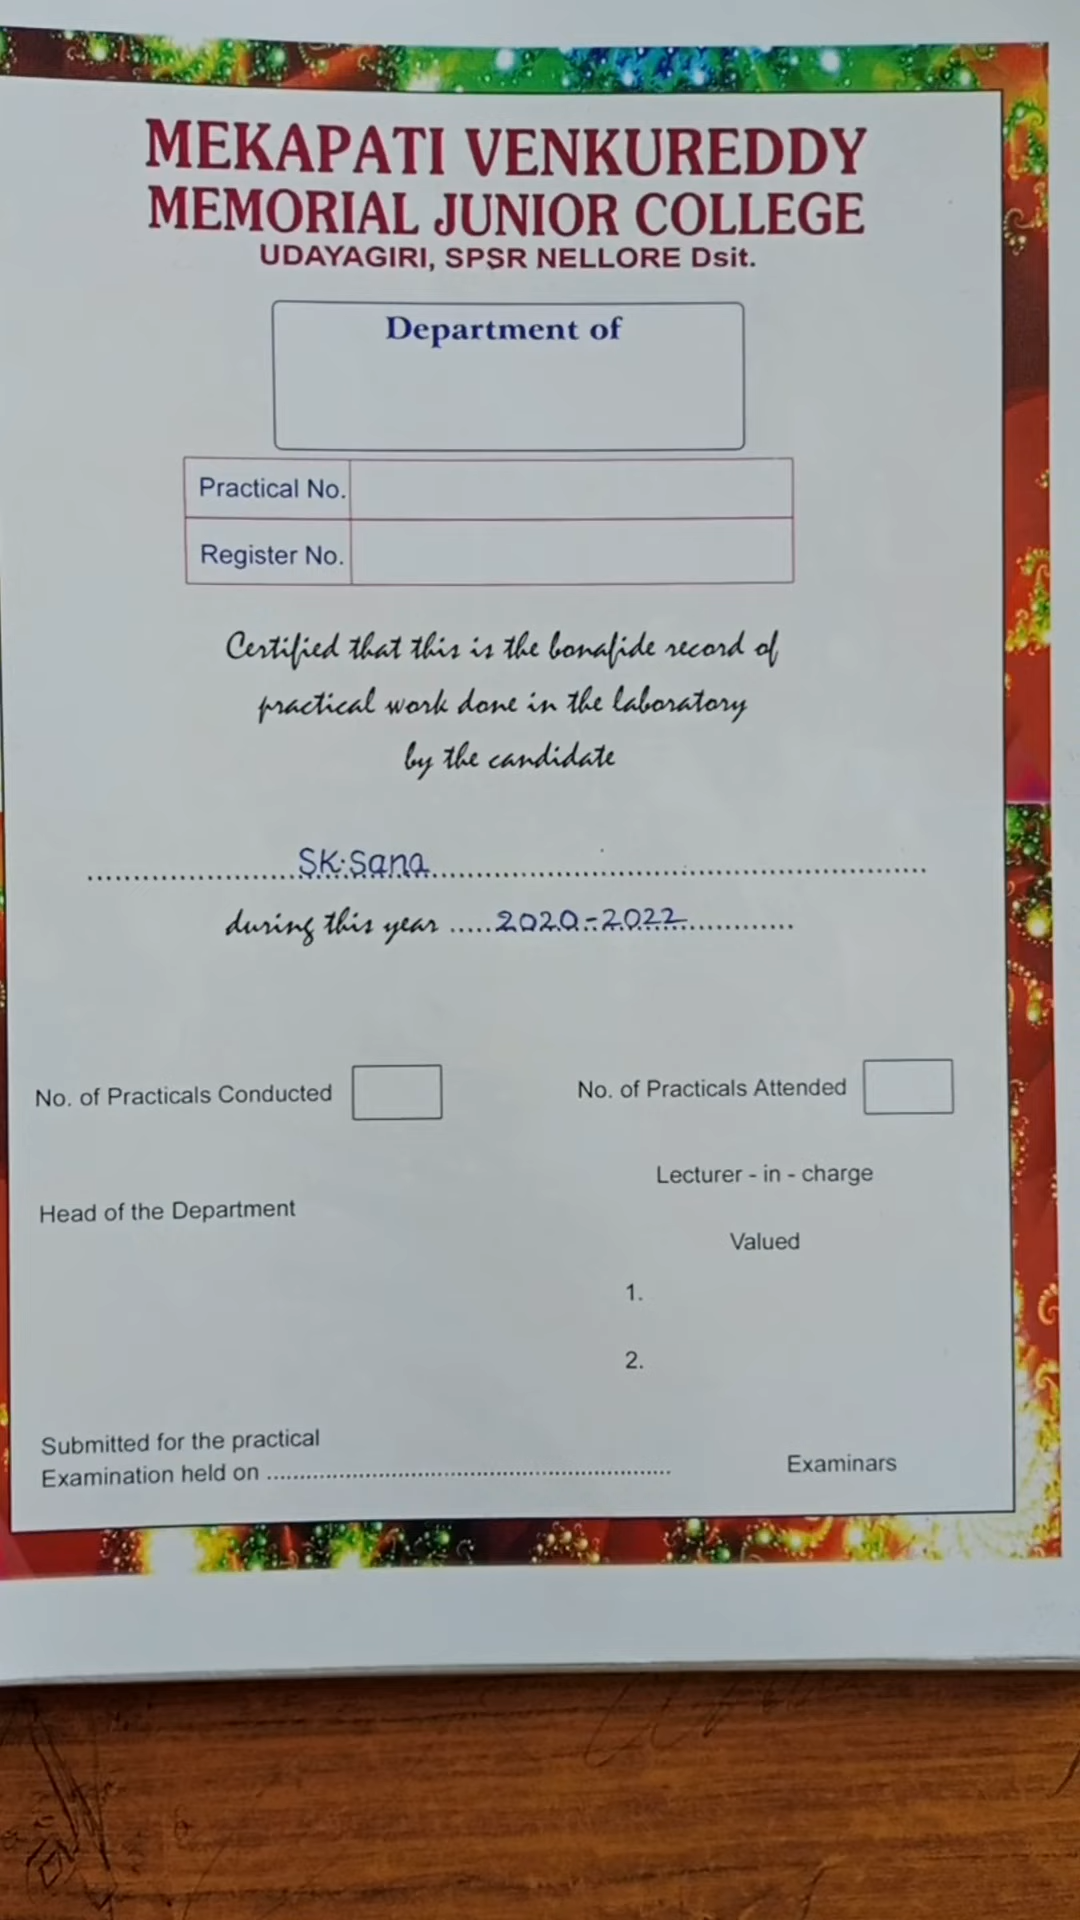 MEKAPATI VENKUREDDY
MEMORIAL JUNIOR COLLEGE
UDAYAGIRI, SPSR NELLORE Dsit.
Department of
Practical No.
Register No.
Certified that this is the bonafide record of
practical work done in the laboratory
by the candidate
SK.Sana
during this year .....2020-2022..............
No. of Practicals Conducted
No. of Practicals Attended
Lecturer - in - charge
Head of the Department
Valued
1.
2.
Submitted for the practical
Examination held on ..........................................................
Examinars